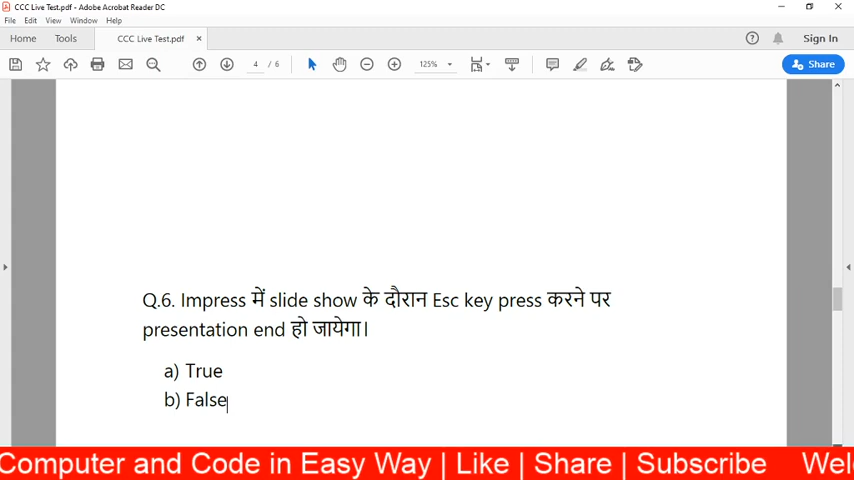 CCC Live Test.pdf - Adobe Acrobat Reader DC
File Edit View Window Help
Home Tools CCC Live Test.pdf × Sign In
4 / 6 125% Share
Q.6. Impress में slide show के दौरान Esc key press करने पर
presentation end हो जायेगा।
a) True
b) False
Computer and Code in Easy Way | Like | Share | Subscribe Wel